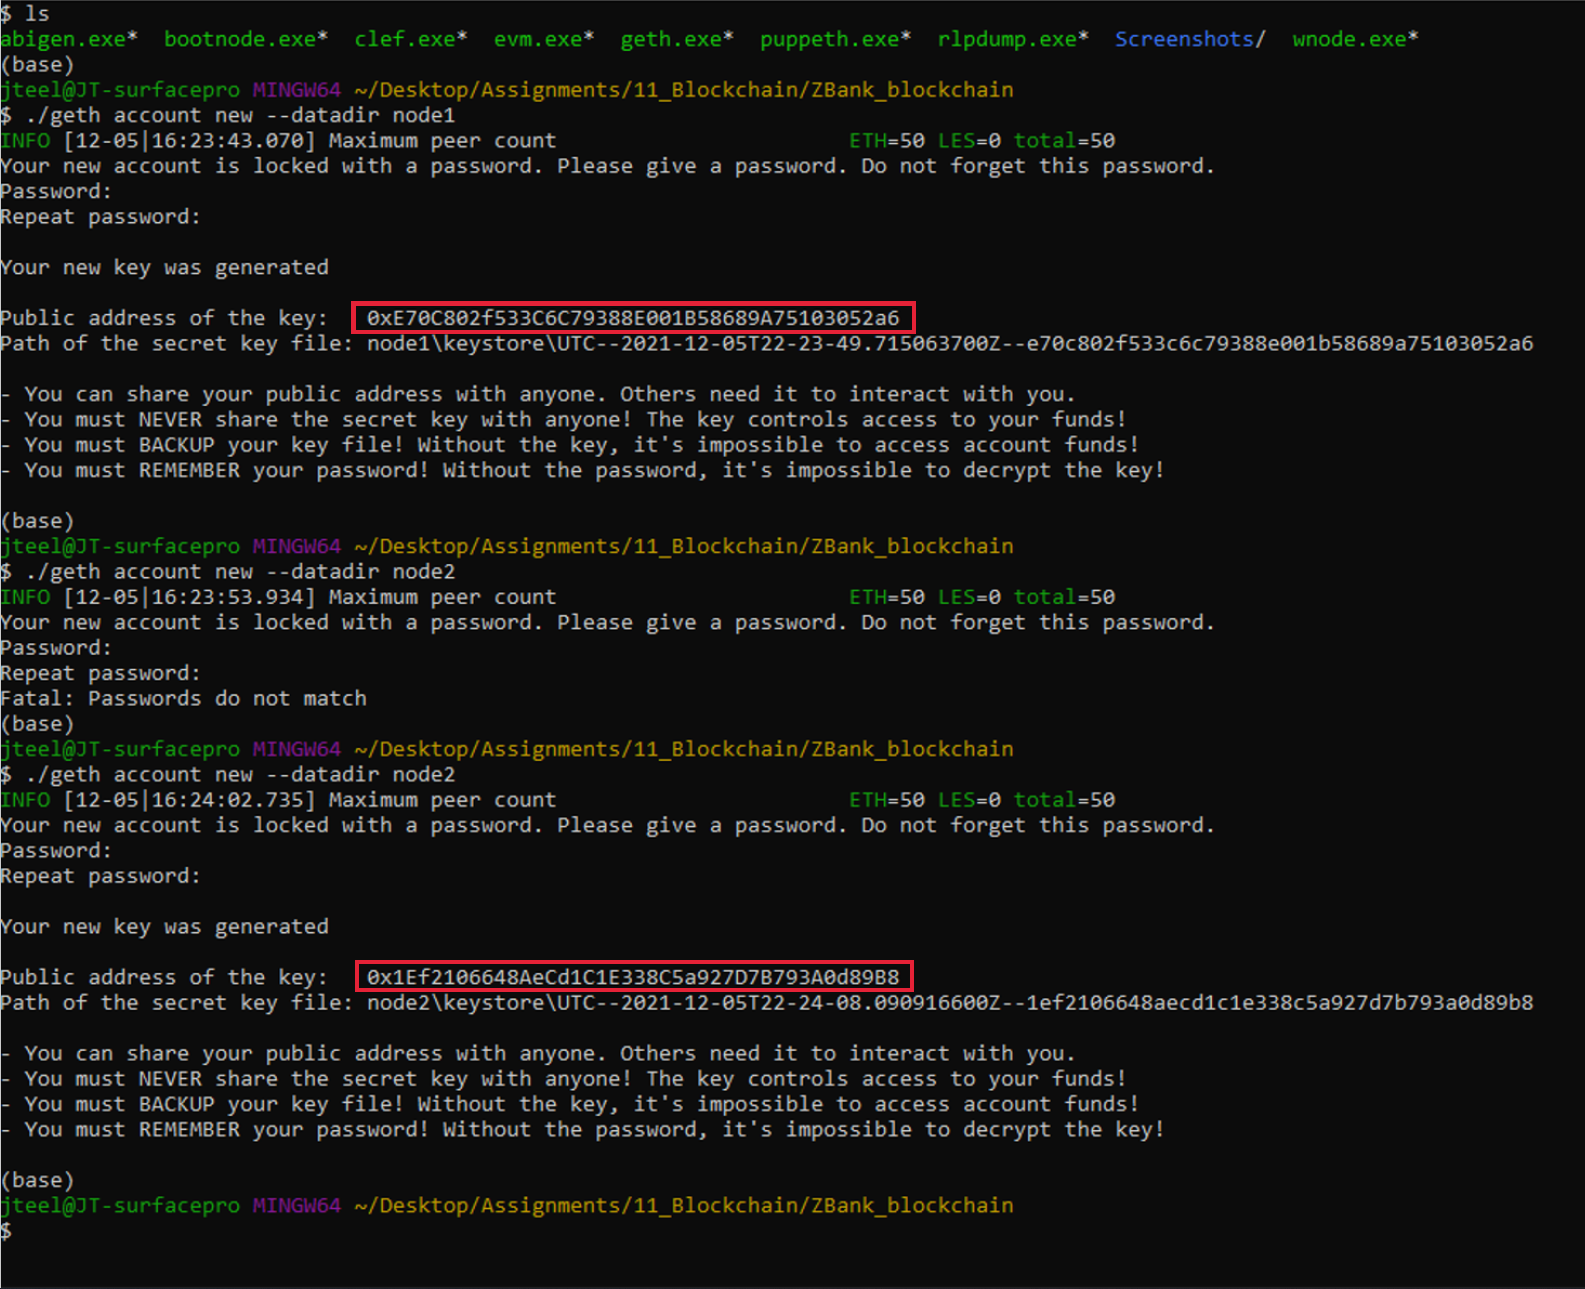 $ ls
abigen.exe*  bootnode.exe*  clef.exe*  evm.exe*  geth.exe*  puppeth.exe*  rlpdump.exe*  Screenshots/  wnode.exe*
(base)
jteel@JT-surfacepro MINGW64 ~/Desktop/Assignments/11_Blockchain/ZBank_blockchain
$ ./geth account new --datadir node1
INFO [12-05|16:23:43.070] Maximum peer count                       ETH=50 LES=0 total=50
Your new account is locked with a password. Please give a password. Do not forget this password.
Password:
Repeat password:
Your new key was generated
Public address of the key:   0xE70C802f533C6C79388E001B58689A75103052a6
Path of the secret key file: node1\keystore\UTC--2021-12-05T22-23-49.715063700Z--e70c802f533c6c79388e001b58689a75103052a6
- You can share your public address with anyone. Others need it to interact with you.
- You must NEVER share the secret key with anyone! The key controls access to your funds!
- You must BACKUP your key file! Without the key, it's impossible to access account funds!
- You must REMEMBER your password! Without the password, it's impossible to decrypt the key!
(base)
jteel@JT-surfacepro MINGW64 ~/Desktop/Assignments/11_Blockchain/ZBank_blockchain
$ ./geth account new --datadir node2
INFO [12-05|16:23:53.934] Maximum peer count                       ETH=50 LES=0 total=50
Your new account is locked with a password. Please give a password. Do not forget this password.
Password:
Repeat password:
Fatal: Passwords do not match
(base)
jteel@JT-surfacepro MINGW64 ~/Desktop/Assignments/11_Blockchain/ZBank_blockchain
$ ./geth account new --datadir node2
INFO [12-05|16:24:02.735] Maximum peer count                       ETH=50 LES=0 total=50
Your new account is locked with a password. Please give a password. Do not forget this password.
Password:
Repeat password:
Your new key was generated
Public address of the key:   0x1Ef2106648AeCd1C1E338C5a927D7B793A0d89B8
Path of the secret key file: node2\keystore\UTC--2021-12-05T22-24-08.090916600Z--1ef2106648aecd1c1e338c5a927d7b793a0d89b8
- You can share your public address with anyone. Others need it to interact with you.
- You must NEVER share the secret key with anyone! The key controls access to your funds!
- You must BACKUP your key file! Without the key, it's impossible to access account funds!
- You must REMEMBER your password! Without the password, it's impossible to decrypt the key!
(base)
jteel@JT-surfacepro MINGW64 ~/Desktop/Assignments/11_Blockchain/ZBank_blockchain
$